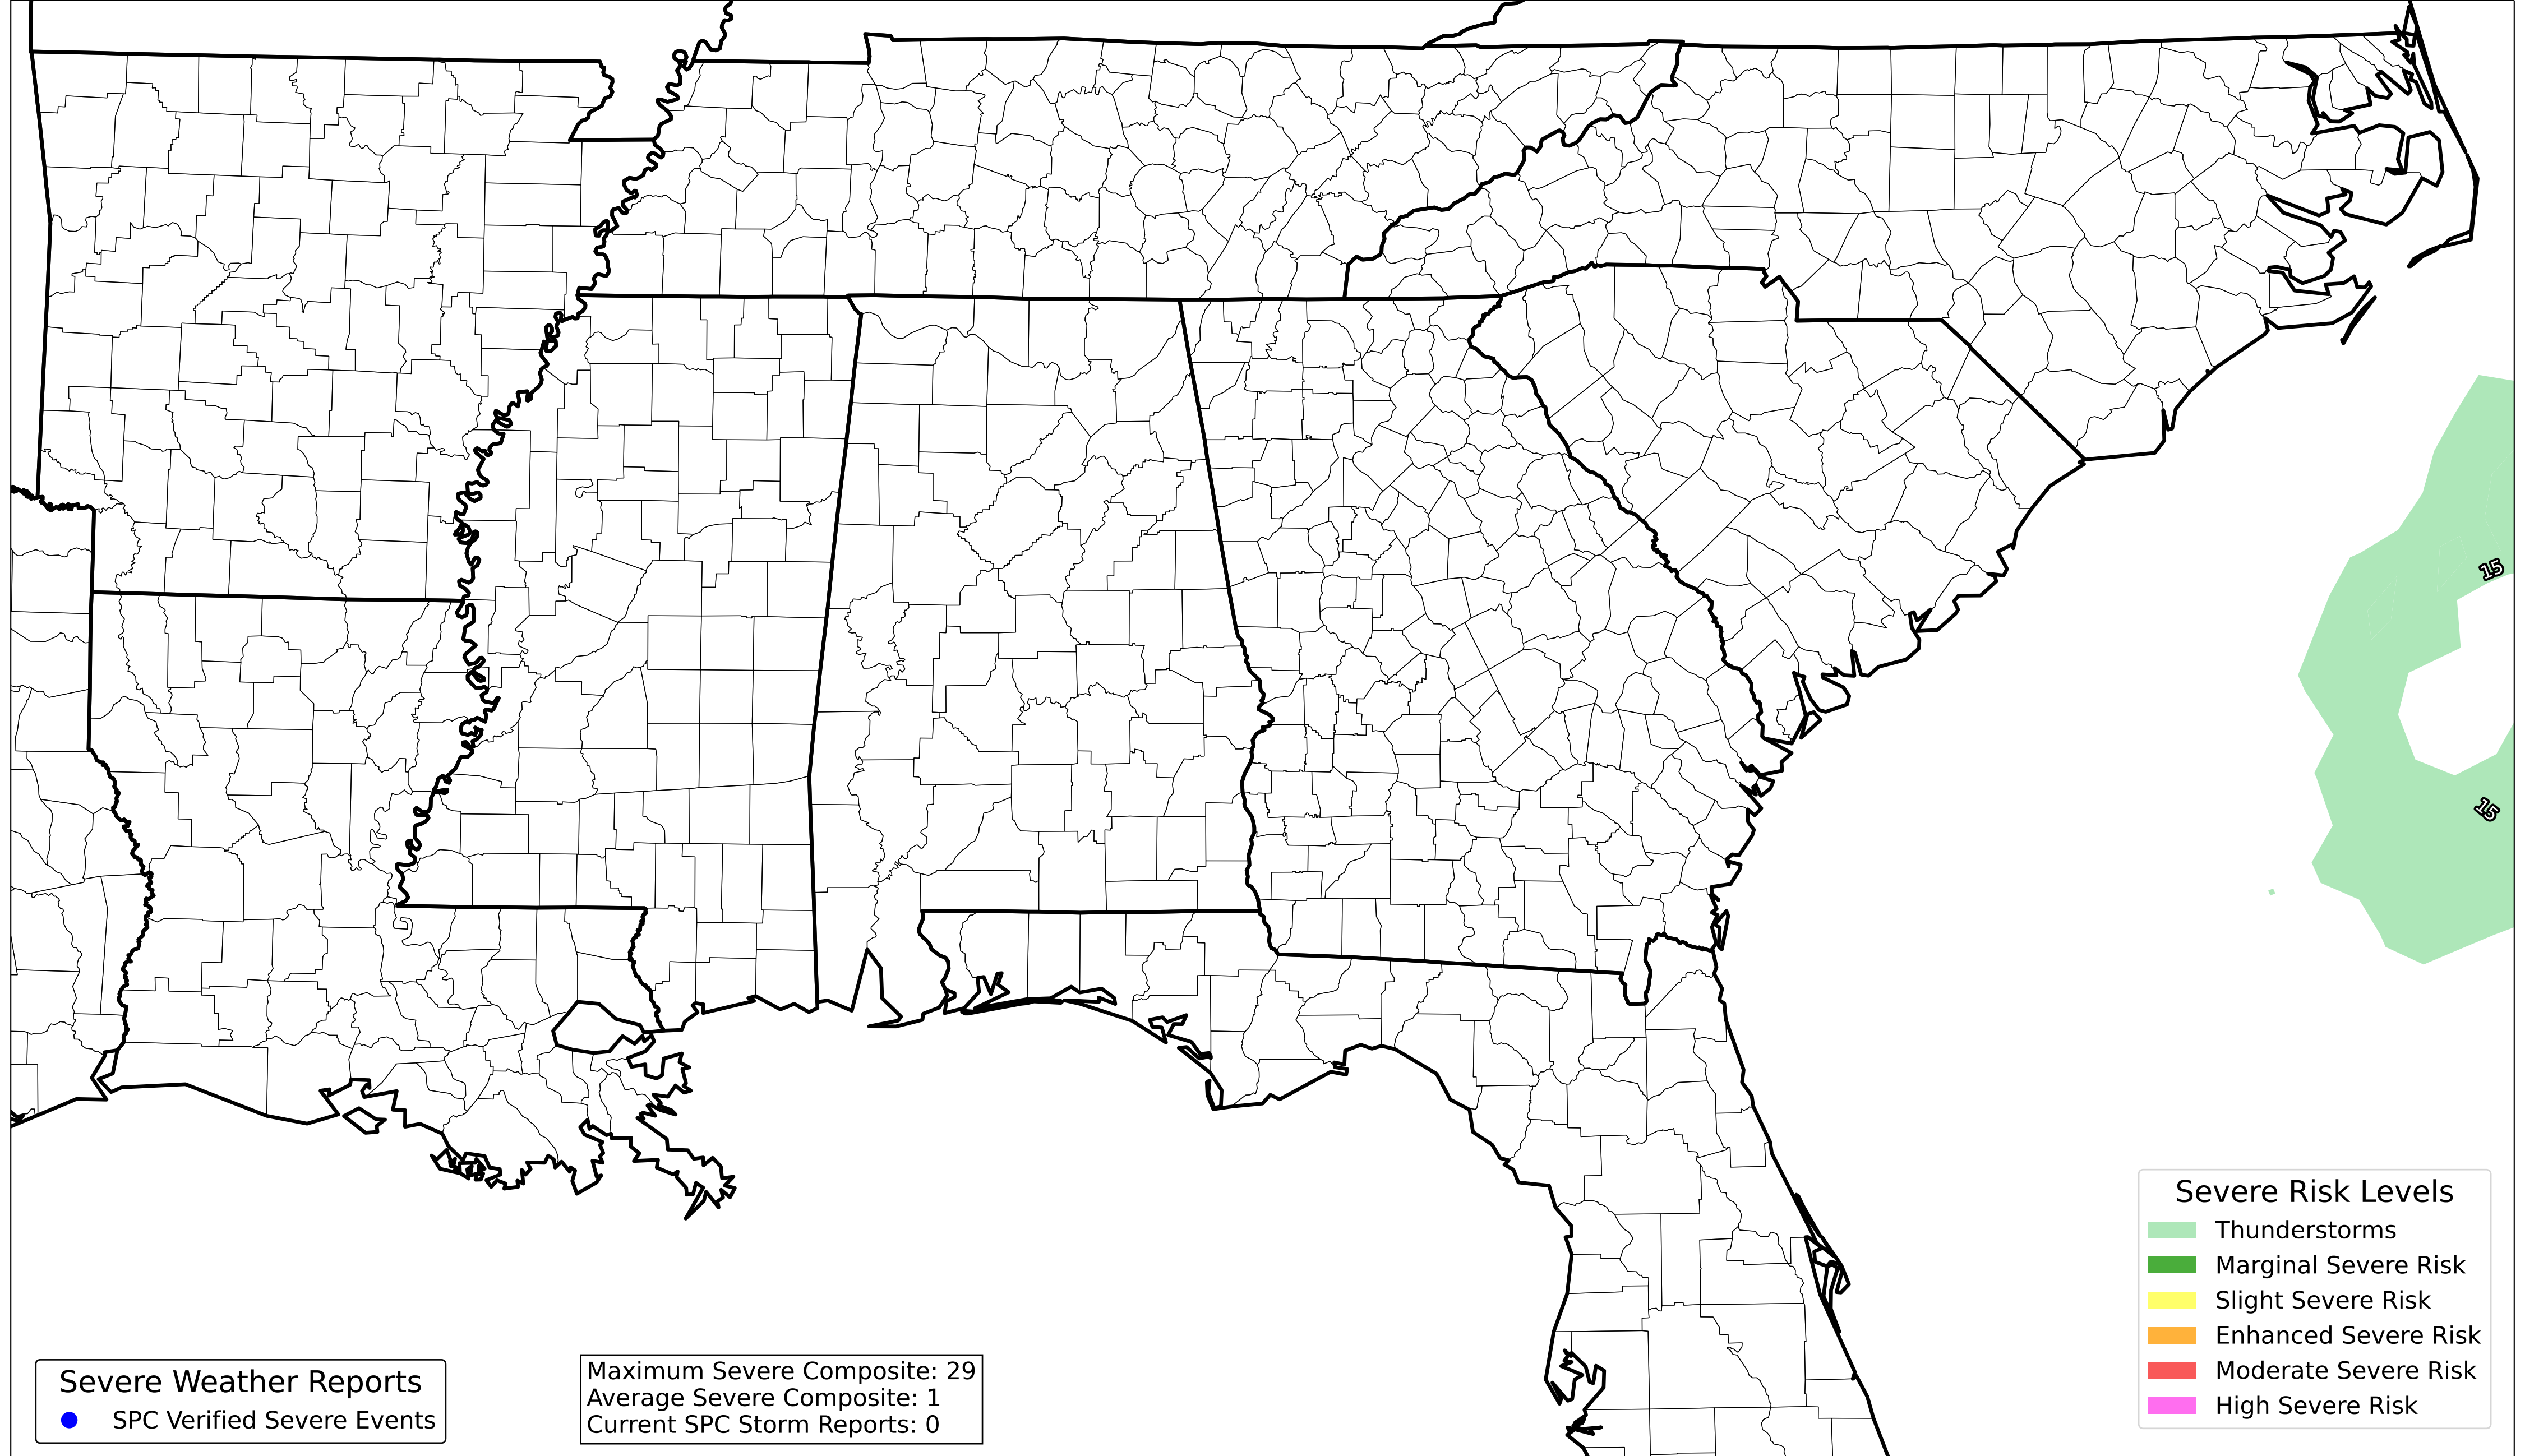 15
15
Severe Risk Levels
Thunderstorms
Marginal Severe Risk
Slight Severe Risk
Enhanced Severe Risk
Moderate Severe Risk
High Severe Risk
Severe Weather Reports
SPC Verified Severe Events
Maximum Severe Composite: 29
Average Severe Composite: 1
Current SPC Storm Reports: 0